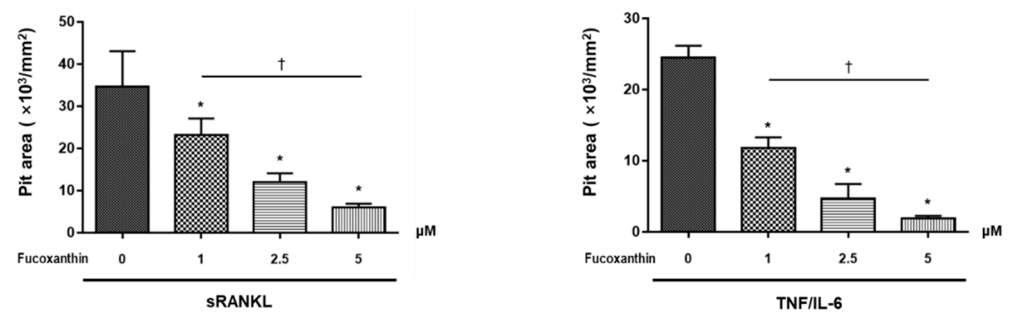 Pit area ( ×10³/mm²)
50
40
30
20
10
0
†
*
*
*
µM
Fucoxanthin 0 1 2.5 5
sRANKL
Pit area ( ×10³/mm²)
30
20
10
0
†
*
*
*
µM
Fucoxanthin 0 1 2.5 5
TNF/IL-6